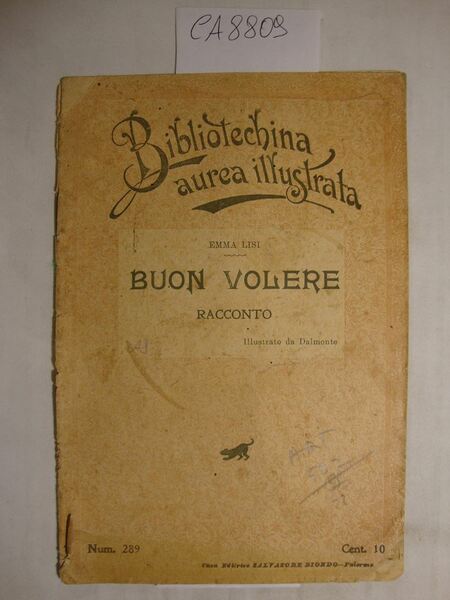 CA8809
Bibliotechina
aurea illustrata
EMMA LISI
BUON VOLERE
RACCONTO
Illustrato da Dalmonte
Num. 289
Cent. 10
Casa Editrice SALVATORE BIONDO—Palermo